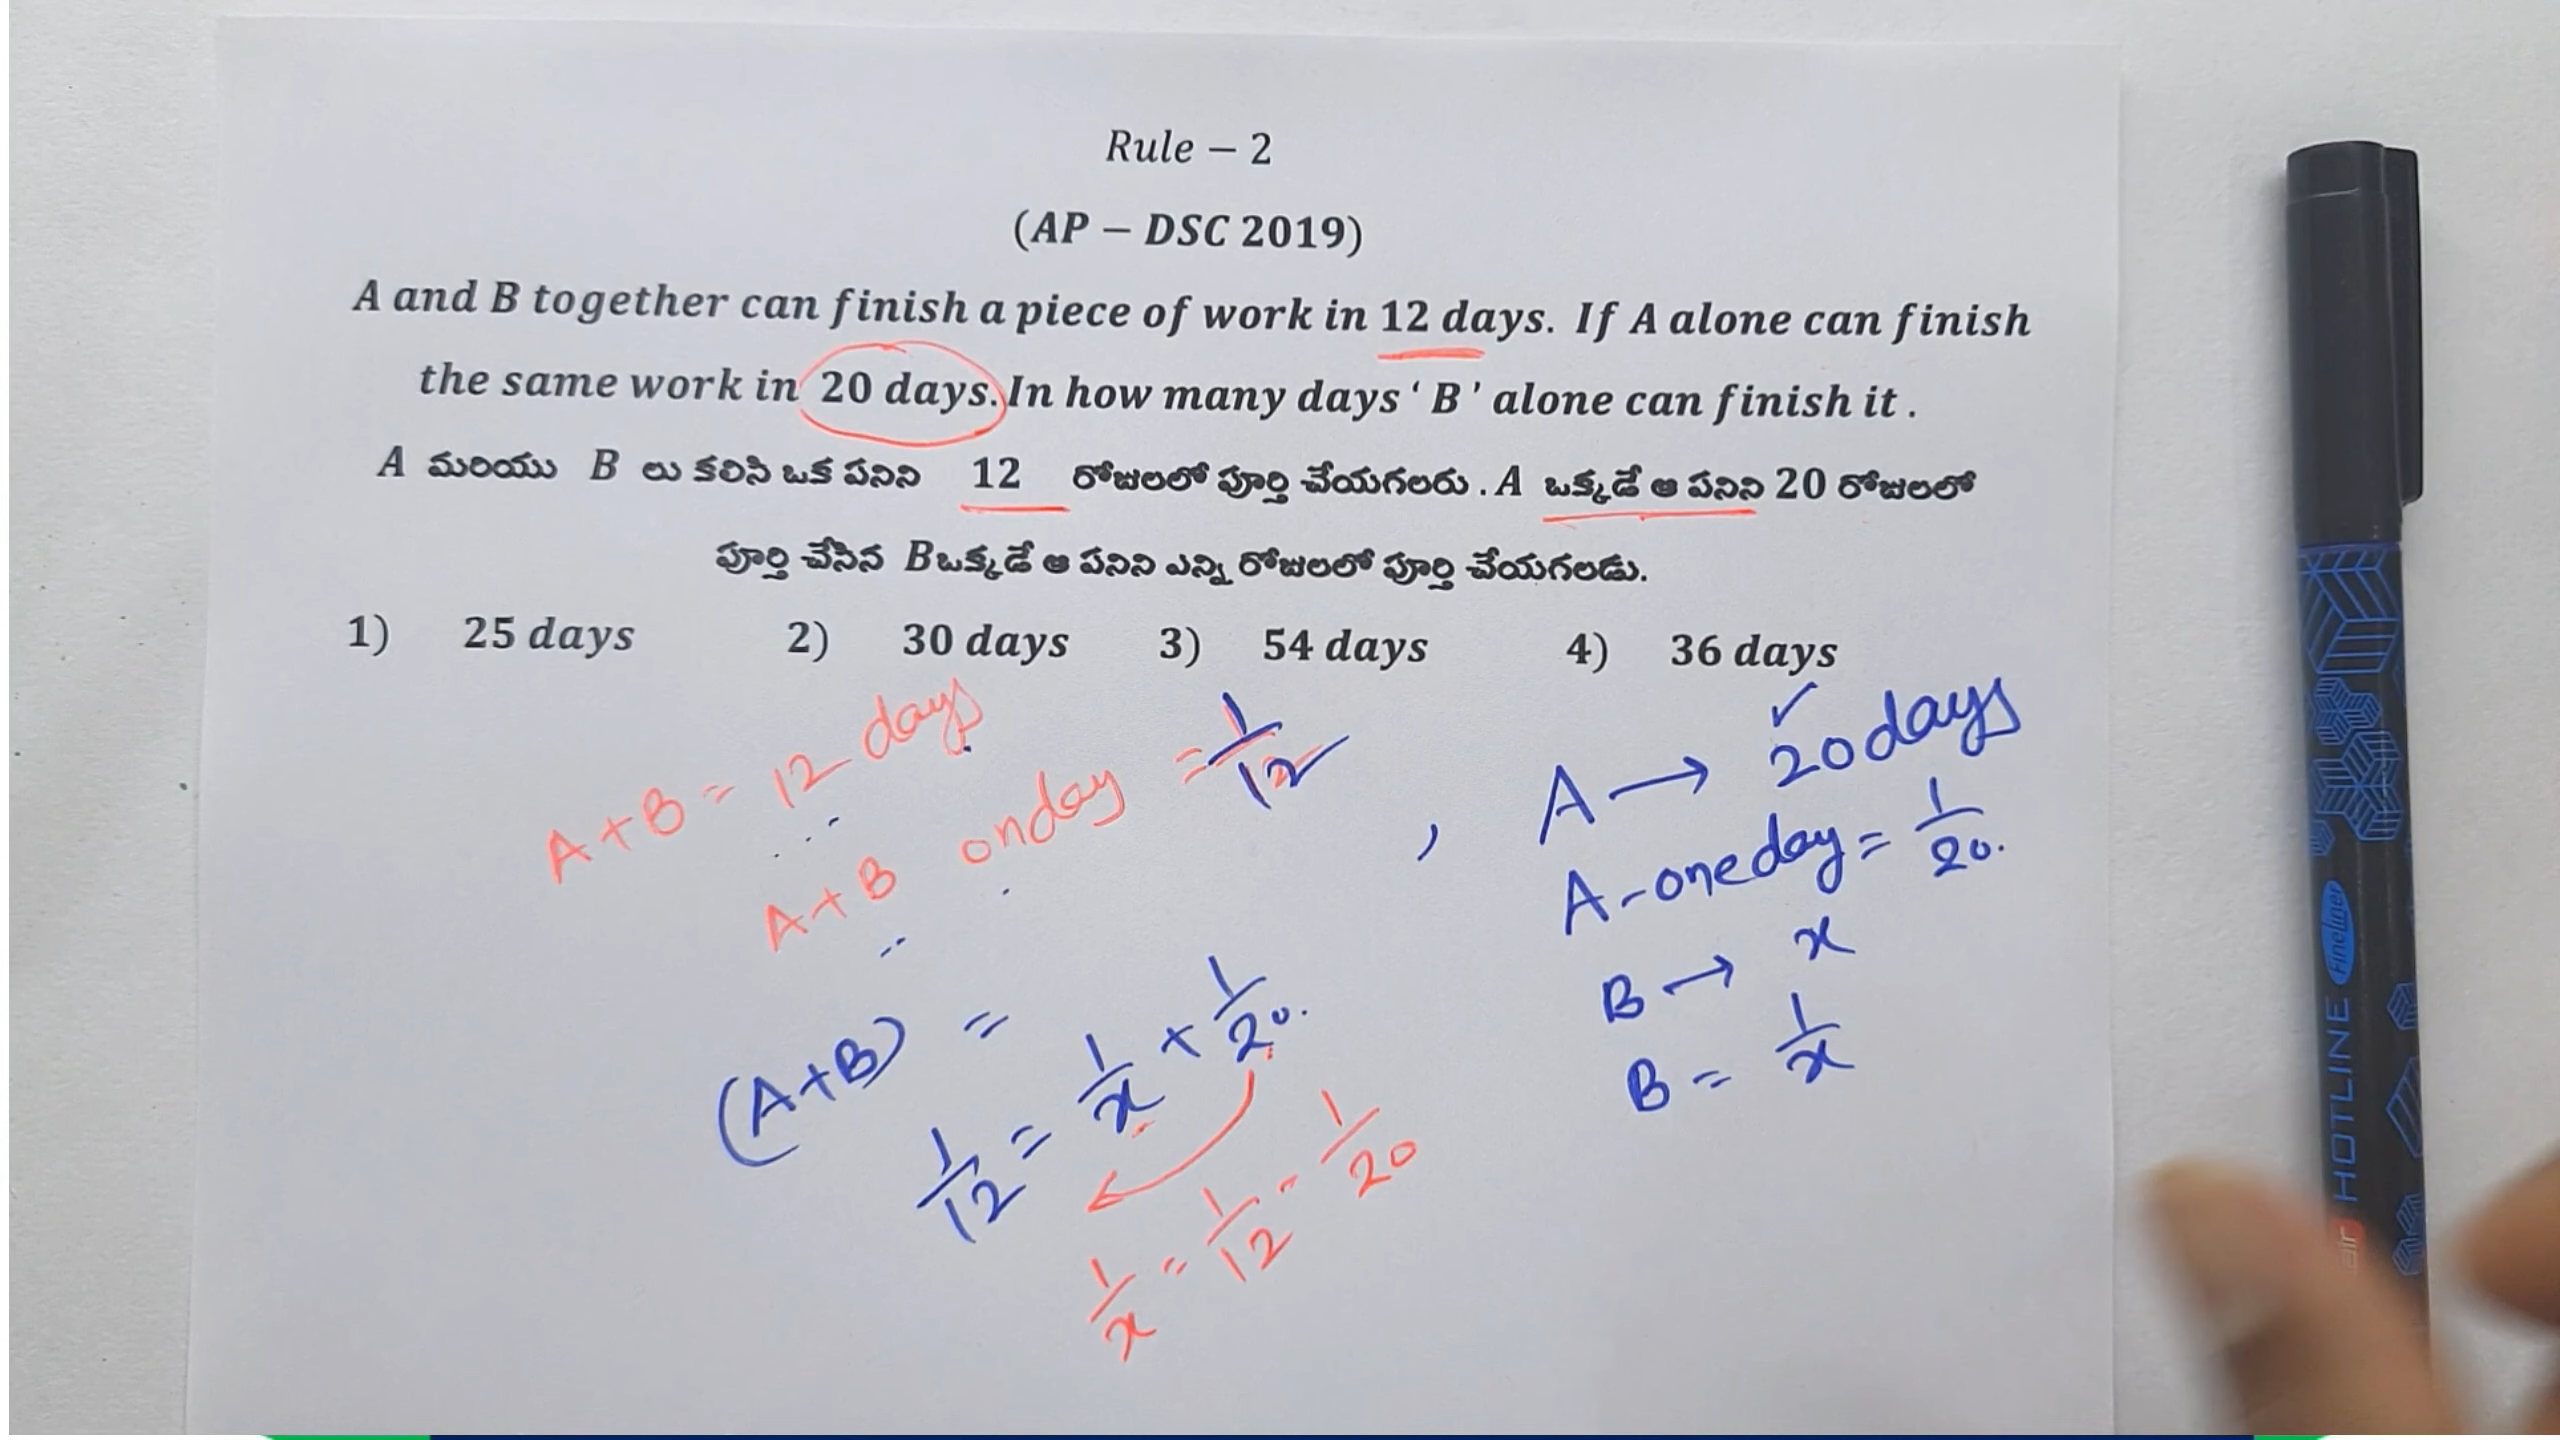 Rule – 2
(AP – DSC 2019)
A and B together can finish a piece of work in 12 days. If A alone can finish
the same work in 20 days. In how many days ‘ B ’ alone can finish it .
A మరియు B లు కలిసి ఒక పనిని 12 రోజులలో పూర్తి చేయగలరు . A ఒక్కడే ఆ పనిని 20 రోజులలో
పూర్తి చేసిన B ఒక్కడే ఆ పనిని ఎన్ని రోజులలో పూర్తి చేయగలడు.
1) 25 days 2) 30 days 3) 54 days 4) 36 days
A+B = 12 days
A+B onday = 1/12 ,
A → 20 days
A - one day = 1/20.
B → x
B = 1/x
(A+B) =
1/12 = 1/x + 1/20.
1/x = 1/12 - 1/20
HOTLINE Fineliner